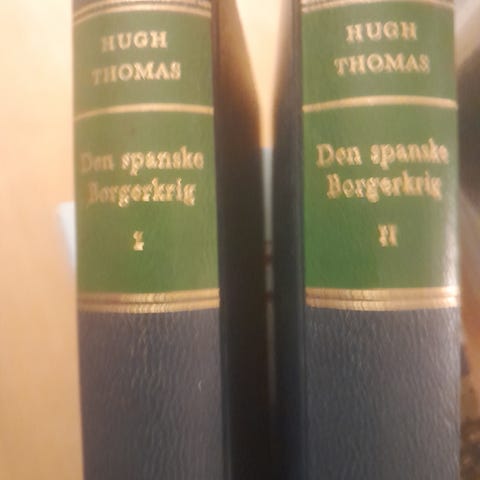 HUGH
THOMAS
Den spanske
Borgerkrig
I
HUGH
THOMAS
Den spanske
Borgerkrig
II